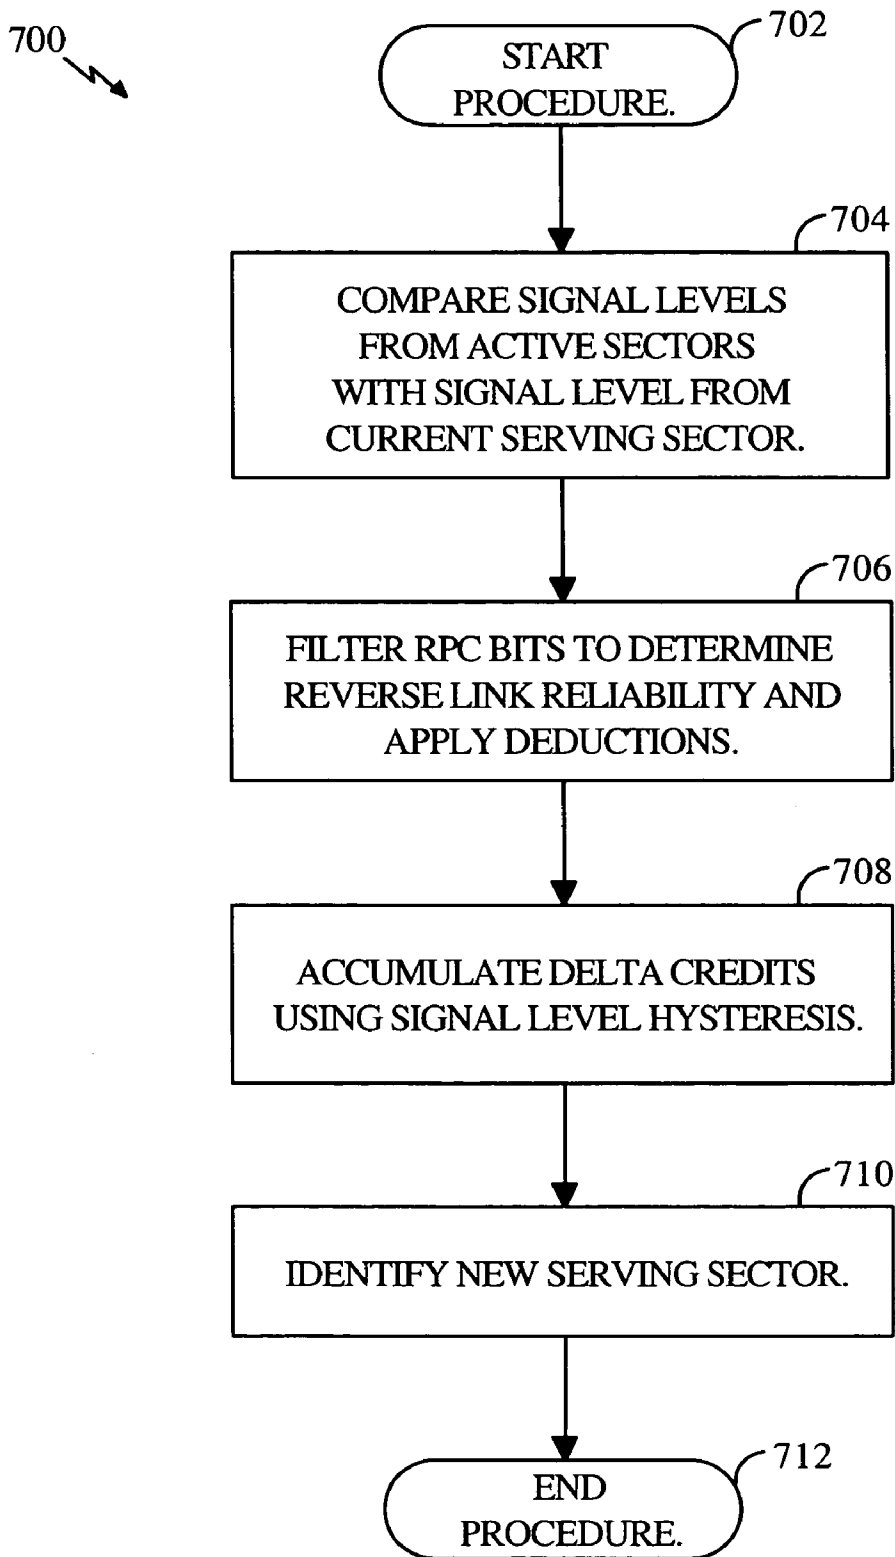 700
702
START
PROCEDURE.
704
COMPARE SIGNAL LEVELS
FROM ACTIVE SECTORS
WITH SIGNAL LEVEL FROM
CURRENT SERVING SECTOR.
706
FILTER RPC BITS TO DETERMINE
REVERSE LINK RELIABILITY AND
APPLY DEDUCTIONS.
708
ACCUMULATE DELTA CREDITS
USING SIGNAL LEVEL HYSTERESIS.
710
IDENTIFY NEW SERVING SECTOR.
712
END
PROCEDURE.